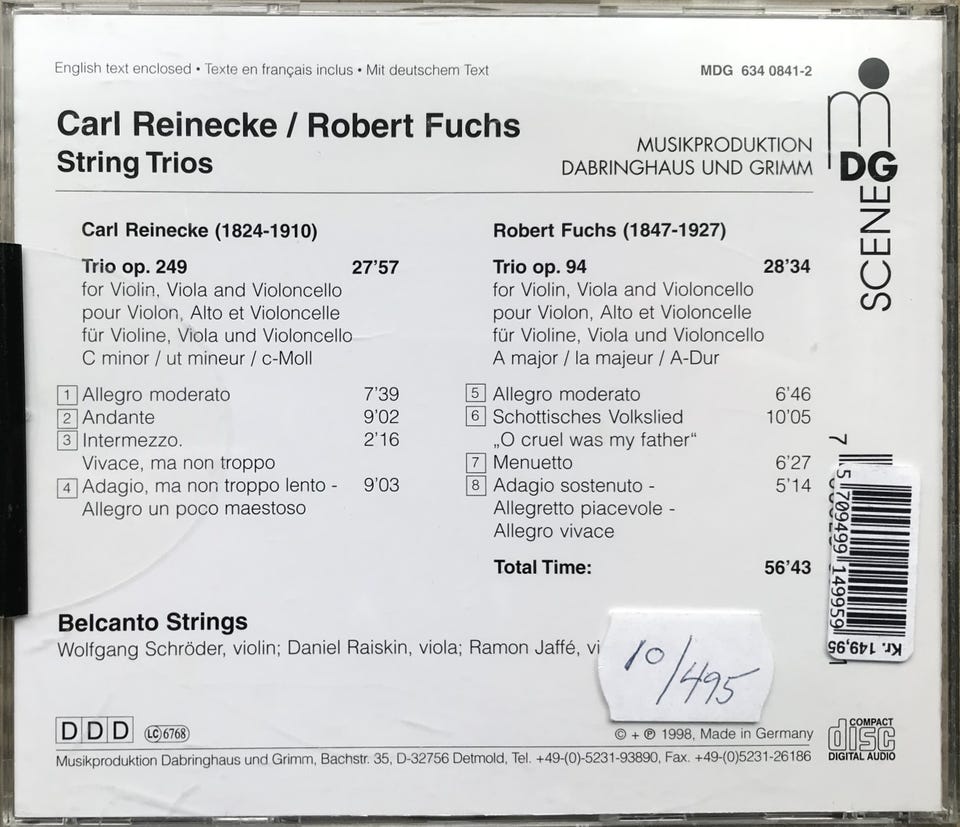 English text enclosed • Texte en français inclus • Mit deutschem Text
MDG 634 0841-2
Carl Reinecke / Robert Fuchs
String Trios
MUSIKPRODUKTION
DABRINGHAUS UND GRIMM
m
DG
SCENE
Carl Reinecke (1824-1910)
Trio op. 249 27'57
for Violin, Viola and Violoncello
pour Violon, Alto et Violoncelle
für Violine, Viola und Violoncello
C minor / ut mineur / c-Moll
1 Allegro moderato 7'39
2 Andante 9'02
3 Intermezzo. 2'16
Vivace, ma non troppo
4 Adagio, ma non troppo lento - 9'03
Allegro un poco maestoso
Robert Fuchs (1847-1927)
Trio op. 94 28'34
for Violin, Viola and Violoncello
pour Violon, Alto et Violoncelle
für Violine, Viola und Violoncello
A major / la majeur / A-Dur
5 Allegro moderato 6'46
6 Schottisches Volkslied 10'05
„O cruel was my father“
7 Menuetto 6'27
8 Adagio sostenuto - 5'14
Allegretto piacevole -
Allegro vivace
Total Time: 56'43
7
5 709499 149959
Kr. 149,95
Belcanto Strings
Wolfgang Schröder, violin; Daniel Raiskin, viola; Ramon Jaffé, vi
10/495
DDD LC 6768
© + ℗ 1998, Made in Germany
Musikproduktion Dabringhaus und Grimm, Bachstr. 35, D-32756 Detmold, Tel. +49-(0)-5231-93890, Fax. +49-(0)5231-26186
COMPACT
disc
DIGITAL AUDIO